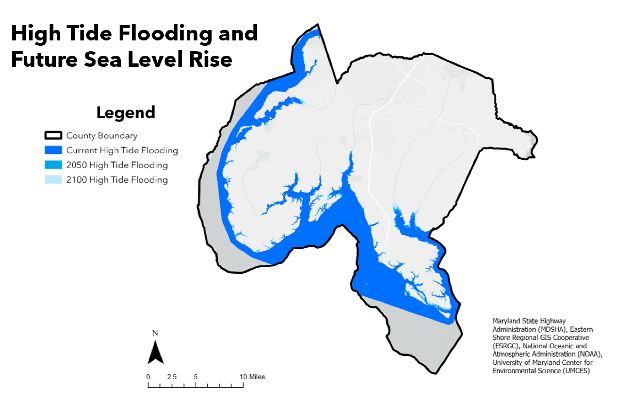 High Tide Flooding and
Future Sea Level Rise
Legend
County Boundary
Current High Tide Flooding
2050 High Tide Flooding
2100 High Tide Flooding
N
0 2.5 5 10 Miles
Maryland State Highway
Administration (MDSHA), Eastern
Shore Regional GIS Cooperative
(ESRGC), National Oceanic and
Atmospheric Administration (NOAA),
University of Maryland Center for
Environmental Science (UMCES)